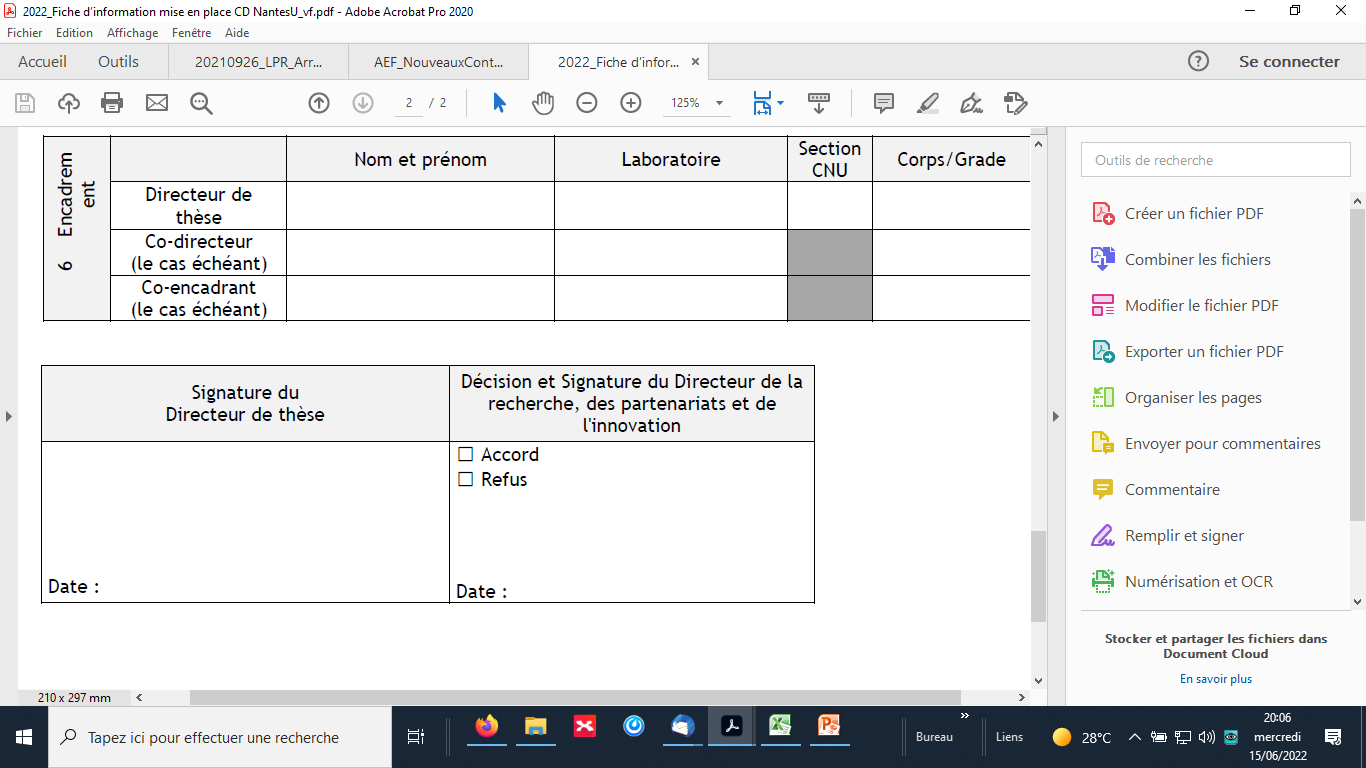 2022_Fiche d'information mise en place CD NantesU_vf.pdf - Adobe Acrobat Pro 2020
Fichier Edition Affichage Fenêtre Aide
Accueil Outils 20210926_LPR_Arr... AEF_NouveauxCont... 2022_Fiche d'infor... × Se connecter
2 / 2 125%
6 Encadrem
ent
Nom et prénom
Laboratoire
Section
CNU
Corps/Grade
Directeur de
thèse
Co-directeur
(le cas échéant)
Co-encadrant
(le cas échéant)
Signature du
Directeur de thèse
Décision et Signature du Directeur de la
recherche, des partenariats et de
l'innovation
☐ Accord
☐ Refus
Date :
Date :
210 x 297 mm
Outils de recherche
Créer un fichier PDF
Combiner les fichiers
Modifier le fichier PDF
Exporter un fichier PDF
Organiser les pages
Envoyer pour commentaires
Commentaire
Remplir et signer
Numérisation et OCR
Stocker et partager les fichiers dans
Document Cloud
En savoir plus
Tapez ici pour effectuer une recherche
Bureau
»
Liens
28°C
20:06
mercredi
15/06/2022